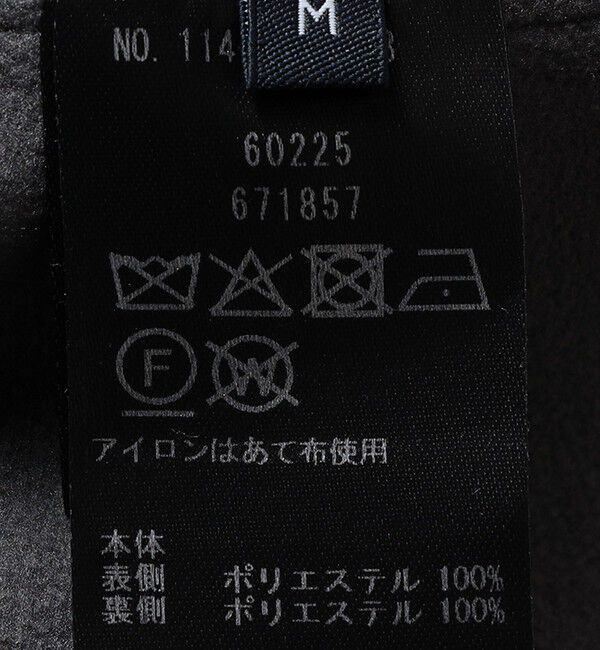 M
NO. 114
60225
671857
F
W
アイロンはあて布使用
本体
表側 ポリエステル 100%
裏側 ポリエステル 100%